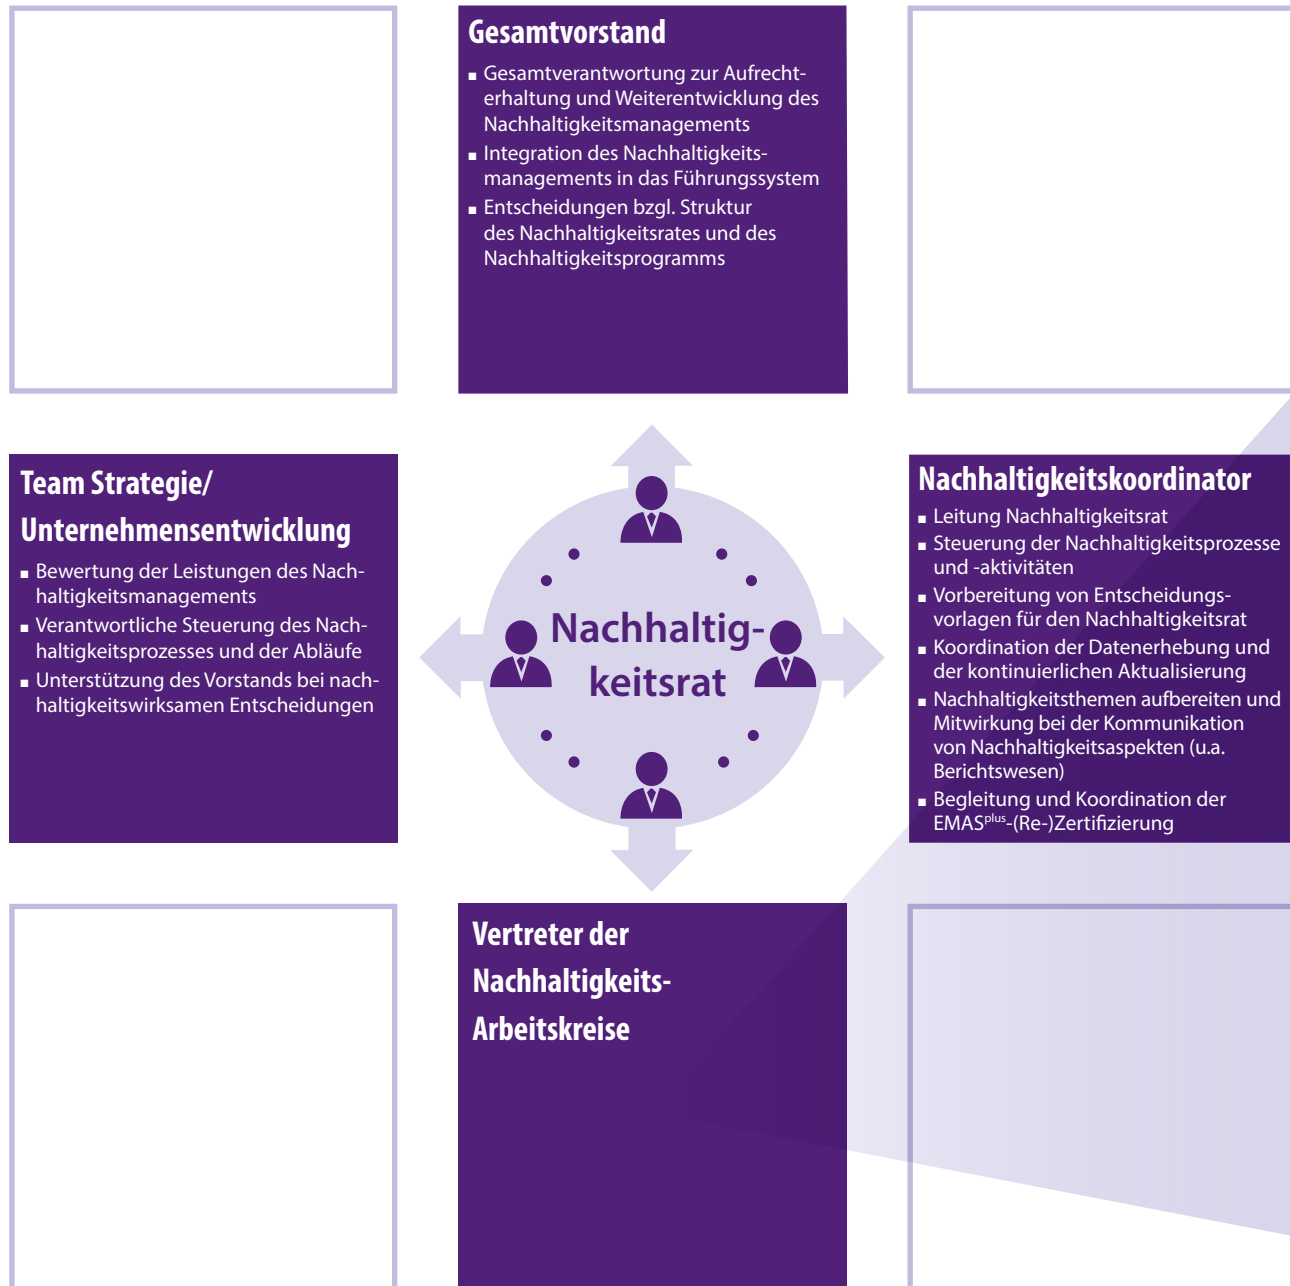 Gesamtvorstand
▪ Gesamtverantwortung zur Aufrecht-
erhaltung und Weiterentwicklung des
Nachhaltigkeitsmanagements
▪ Integration des Nachhaltigkeits-
managements in das Führungssystem
▪ Entscheidungen bzgl. Struktur
des Nachhaltigkeitsrates und des
Nachhaltigkeitsprogramms
Team Strategie/
Unternehmensentwicklung
▪ Bewertung der Leistungen des Nach-
haltigkeitsmanagements
▪ Verantwortliche Steuerung des Nach-
haltigkeitsprozesses und der Abläufe
▪ Unterstützung des Vorstands bei nach-
haltigkeitswirksamen Entscheidungen
Nachhaltig-
keitsrat
Nachhaltigkeitskoordinator
▪ Leitung Nachhaltigkeitsrat
▪ Steuerung der Nachhaltigkeitsprozesse
und -aktivitäten
▪ Vorbereitung von Entscheidungs-
vorlagen für den Nachhaltigkeitsrat
▪ Koordination der Datenerhebung und
der kontinuierlichen Aktualisierung
▪ Nachhaltigkeitsthemen aufbereiten und
Mitwirkung bei der Kommunikation
von Nachhaltigkeitsaspekten (u.a.
Berichtswesen)
▪ Begleitung und Koordination der
EMASplus-(Re-)Zertifizierung
Vertreter der
Nachhaltigkeits-
Arbeitskreise